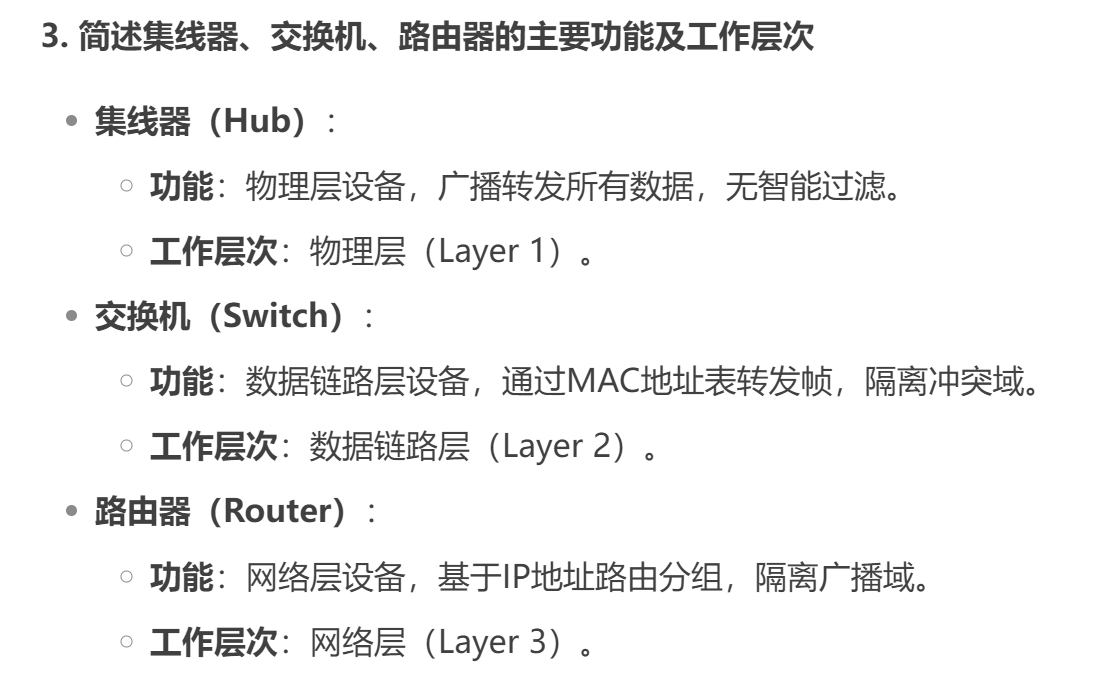 3. 简述集线器、交换机、路由器的主要功能及工作层次
集线器（Hub）：
功能：物理层设备，广播转发所有数据，无智能过滤。
工作层次：物理层（Layer 1）。
交换机（Switch）：
功能：数据链路层设备，通过MAC地址表转发帧，隔离冲突域。
工作层次：数据链路层（Layer 2）。
路由器（Router）：
功能：网络层设备，基于IP地址路由分组，隔离广播域。
工作层次：网络层（Layer 3）。